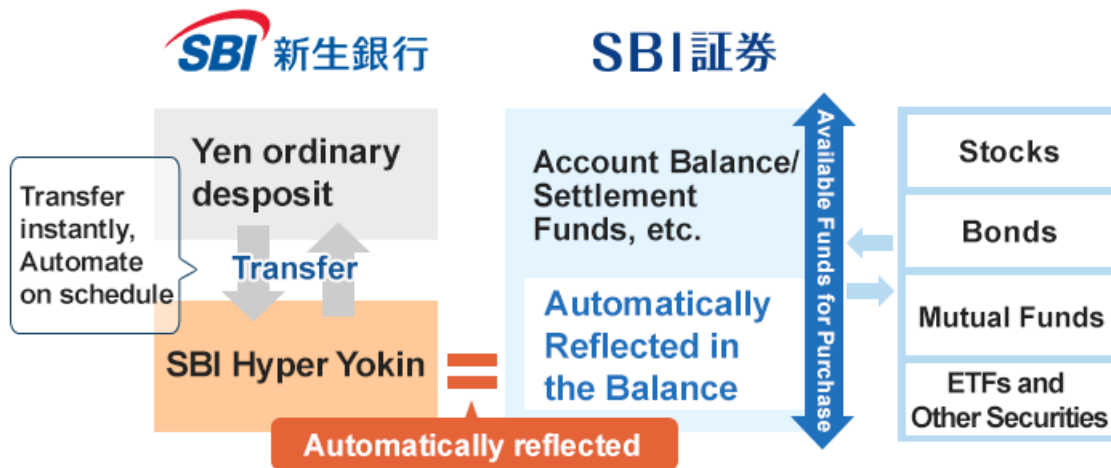 SBI 新生銀行
SBI証券
Yen ordinary
desposit
Transfer
instantly,
Automate
on schedule
Transfer
SBI Hyper Yokin
Automatically reflected
Account Balance/
Settlement
Funds, etc.
Automatically
Reflected in
the Balance
Available Funds for Purchase
Stocks
Bonds
Mutual Funds
ETFs and
Other Securities